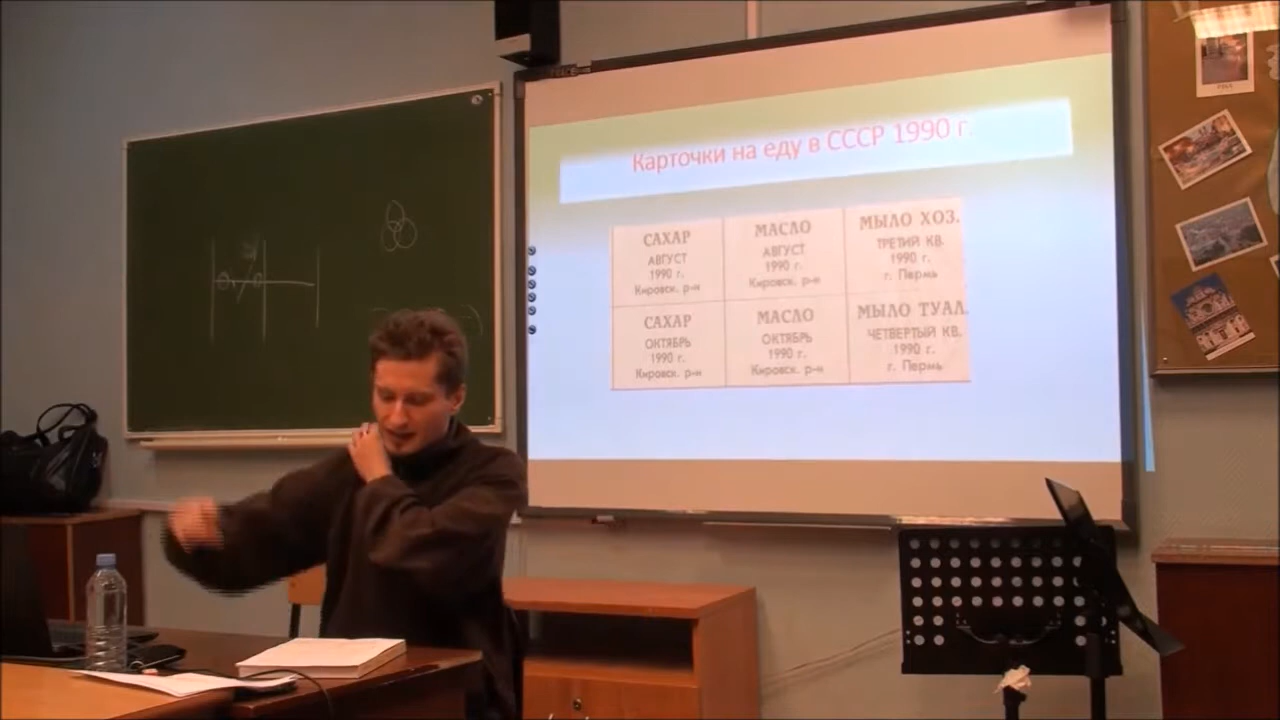 Карточки на еду в СССР 1990 г.
САХАР
АВГУСТ
1990 г.
Кировск. р-н
МАСЛО
АВГУСТ
1990 г.
Кировск. р-н
МЫЛО ХОЗ.
ТРЕТИЙ КВ.
1990 г.
г. Пермь
САХАР
ОКТЯБРЬ
1990 г.
Кировск. р-н
МАСЛО
ОКТЯБРЬ
1990 г.
Кировск. р-н
МЫЛО ТУАЛ.
ЧЕТВЕРТЫЙ КВ.
1990 г.
г. Пермь